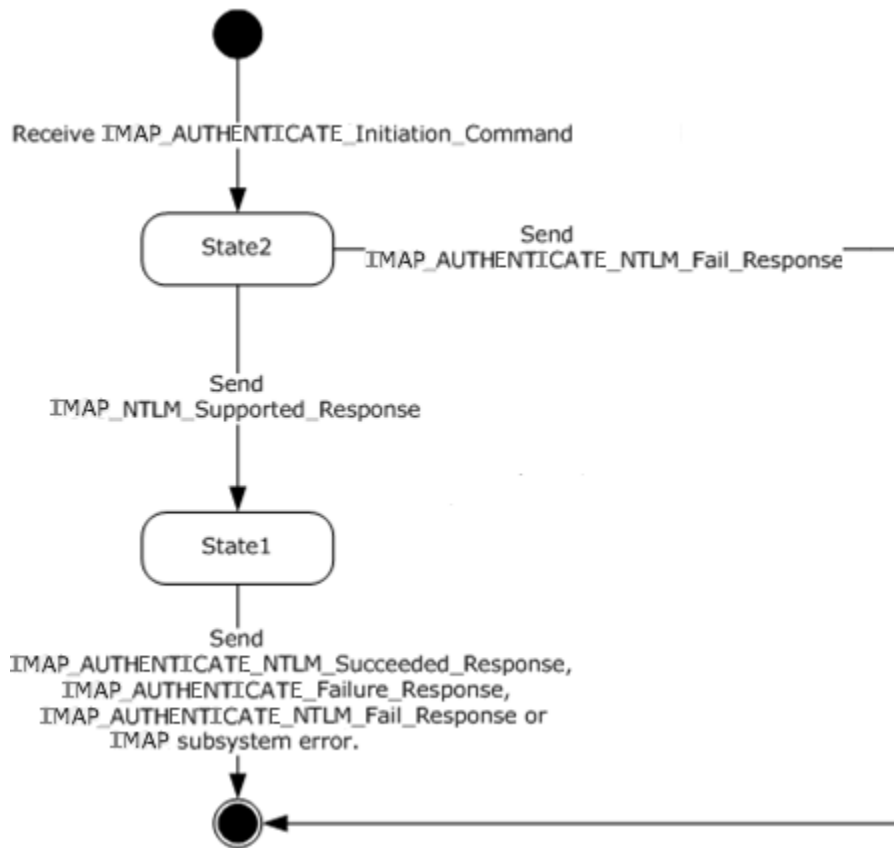 Receive IMAP_AUTHENTICATE_Initiation_Command
State2
Send
IMAP_AUTHENTICATE_NTLM_Fail_Response
Send
IMAP_NTLM_Supported_Response
State1
Send
IMAP_AUTHENTICATE_NTLM_Succeeded_Response,
IMAP_AUTHENTICATE_Failure_Response,
IMAP_AUTHENTICATE_NTLM_Fail_Response or
IMAP subsystem error.